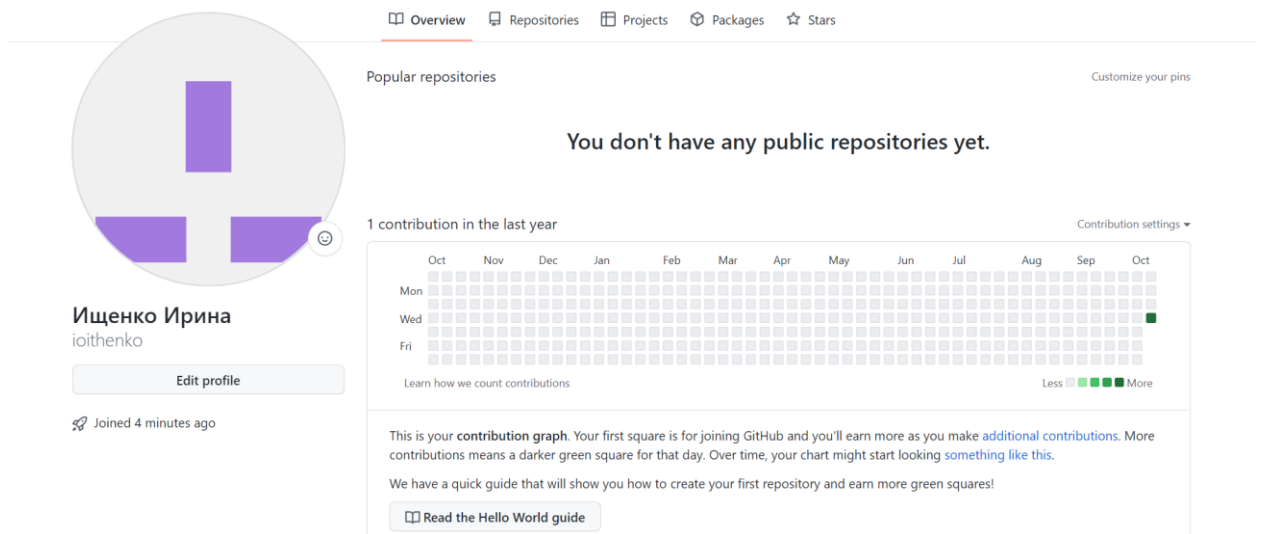 Overview Repositories Projects Packages Stars
Popular repositories Customize your pins
You don't have any public repositories yet.
1 contribution in the last year Contribution settings
Oct Nov Dec Jan Feb Mar Apr May Jun Jul Aug Sep Oct
Mon
Wed
Fri
Learn how we count contributions Less More
Ищенко Ирина
ioithenko
Edit profile
Joined 4 minutes ago
This is your contribution graph. Your first square is for joining GitHub and you'll earn more as you make additional contributions. More
contributions means a darker green square for that day. Over time, your chart might start looking something like this.
We have a quick guide that will show you how to create your first repository and earn more green squares!
Read the Hello World guide